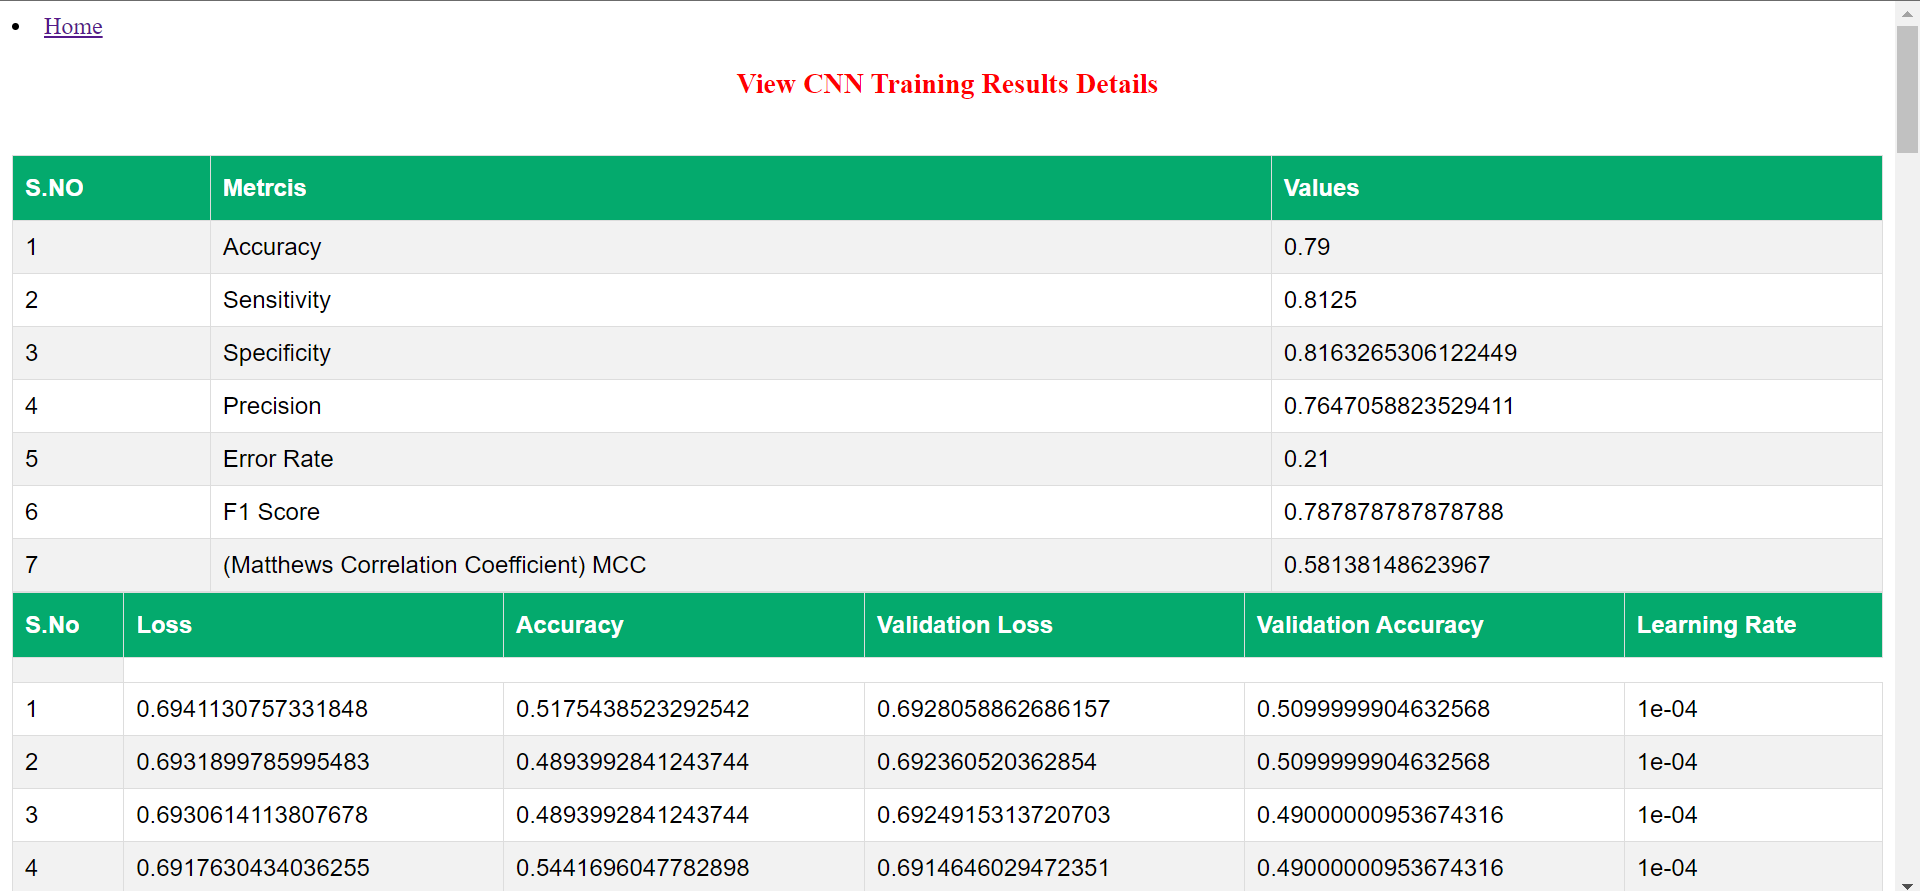 Home
View CNN Training Results Details
S.NO Metrcis Values
1 Accuracy 0.79
2 Sensitivity 0.8125
3 Specificity 0.8163265306122449
4 Precision 0.7647058823529411
5 Error Rate 0.21
6 F1 Score 0.787878787878788
7 (Matthews Correlation Coefficient) MCC 0.58138148623967
S.No Loss Accuracy Validation Loss Validation Accuracy Learning Rate
1 0.6941130757331848 0.5175438523292542 0.6928058862686157 0.5099999904632568 1e-04
2 0.6931899785995483 0.4893992841243744 0.692360520362854 0.5099999904632568 1e-04
3 0.6930614113807678 0.4893992841243744 0.6924915313720703 0.49000000953674316 1e-04
4 0.6917630434036255 0.5441696047782898 0.6914646029472351 0.49000000953674316 1e-04